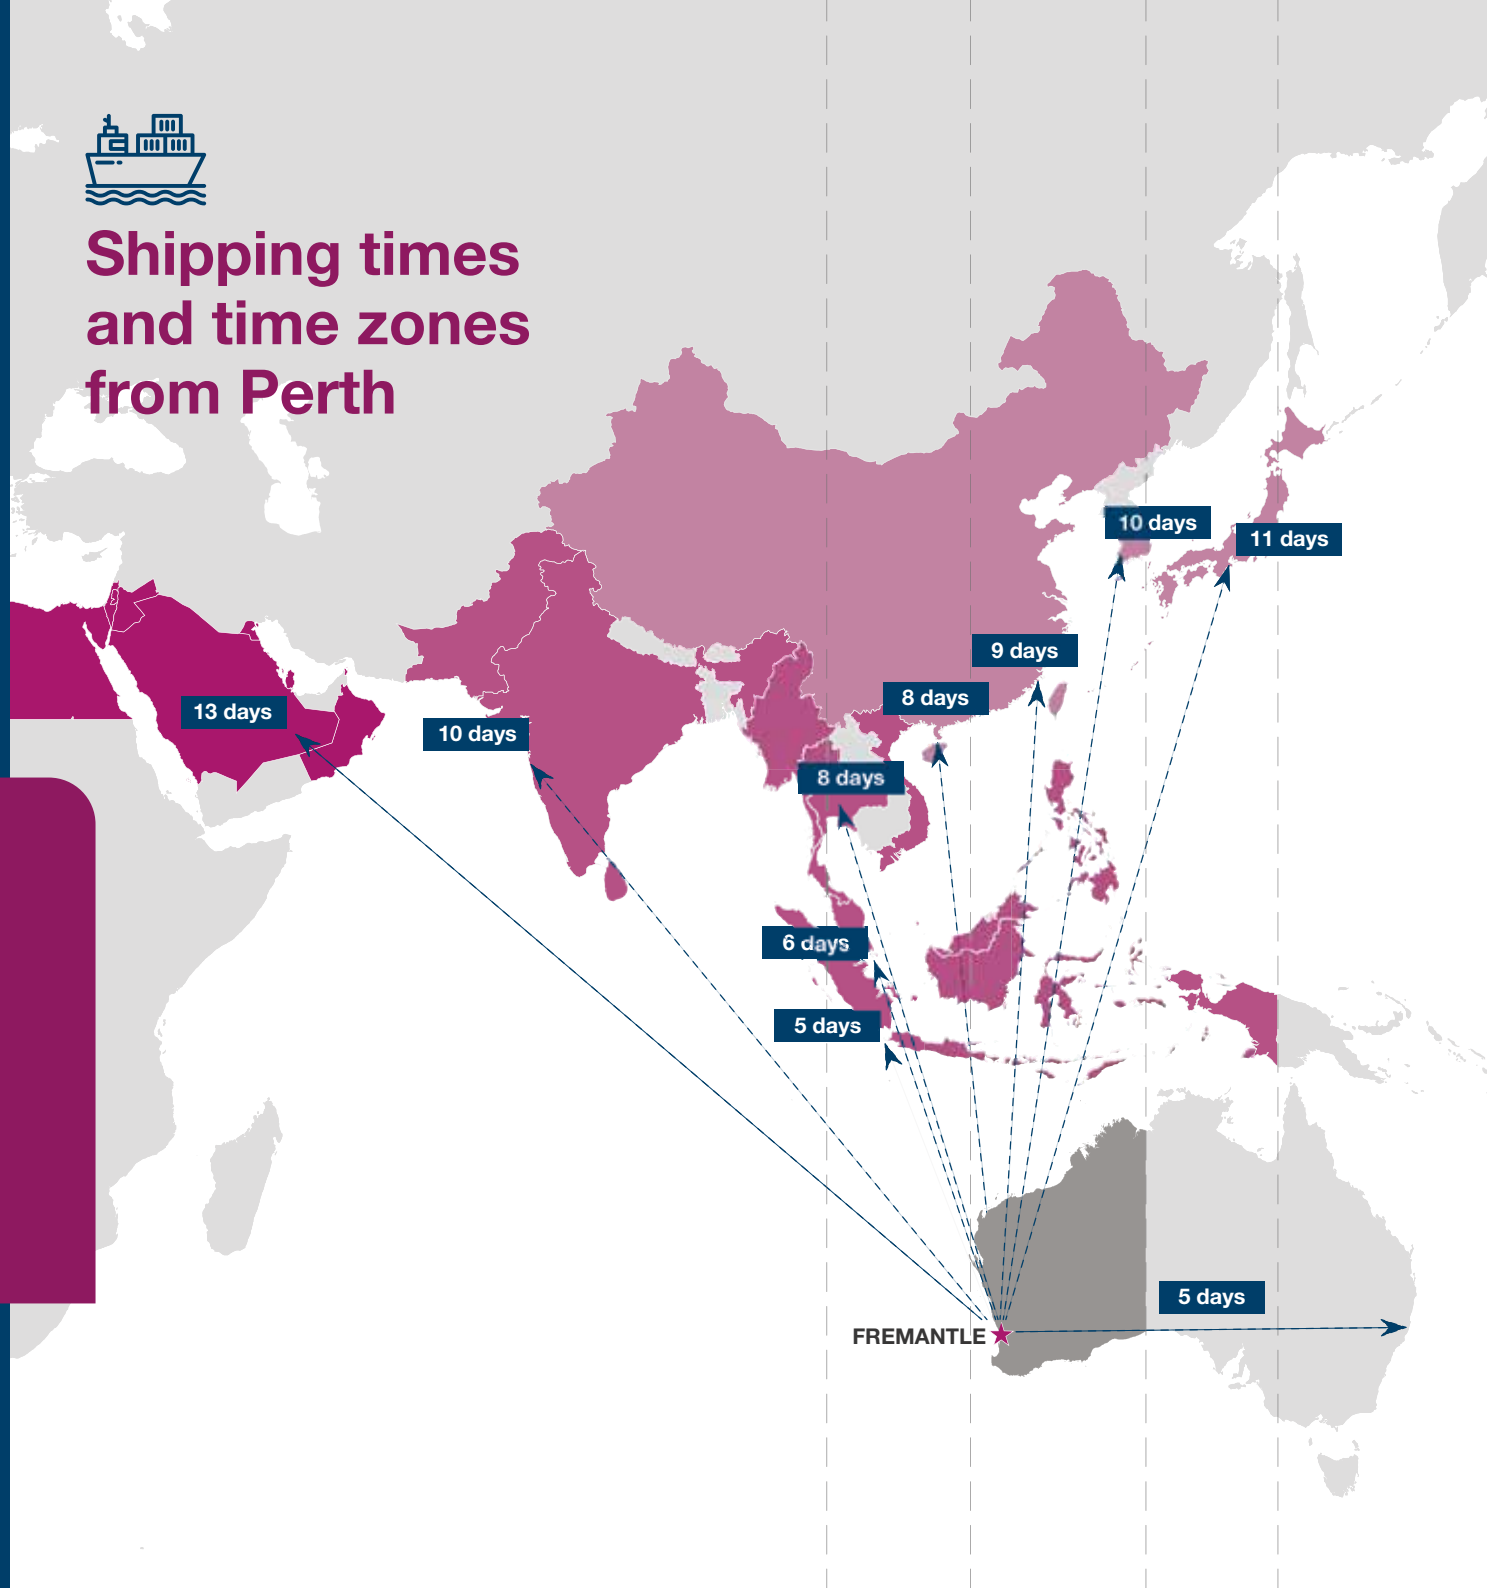 Shipping times
and time zones
from Perth
10 days
11 days
9 days
8 days
13 days
10 days
8 days
6 days
5 days
5 days
FREMANTLE